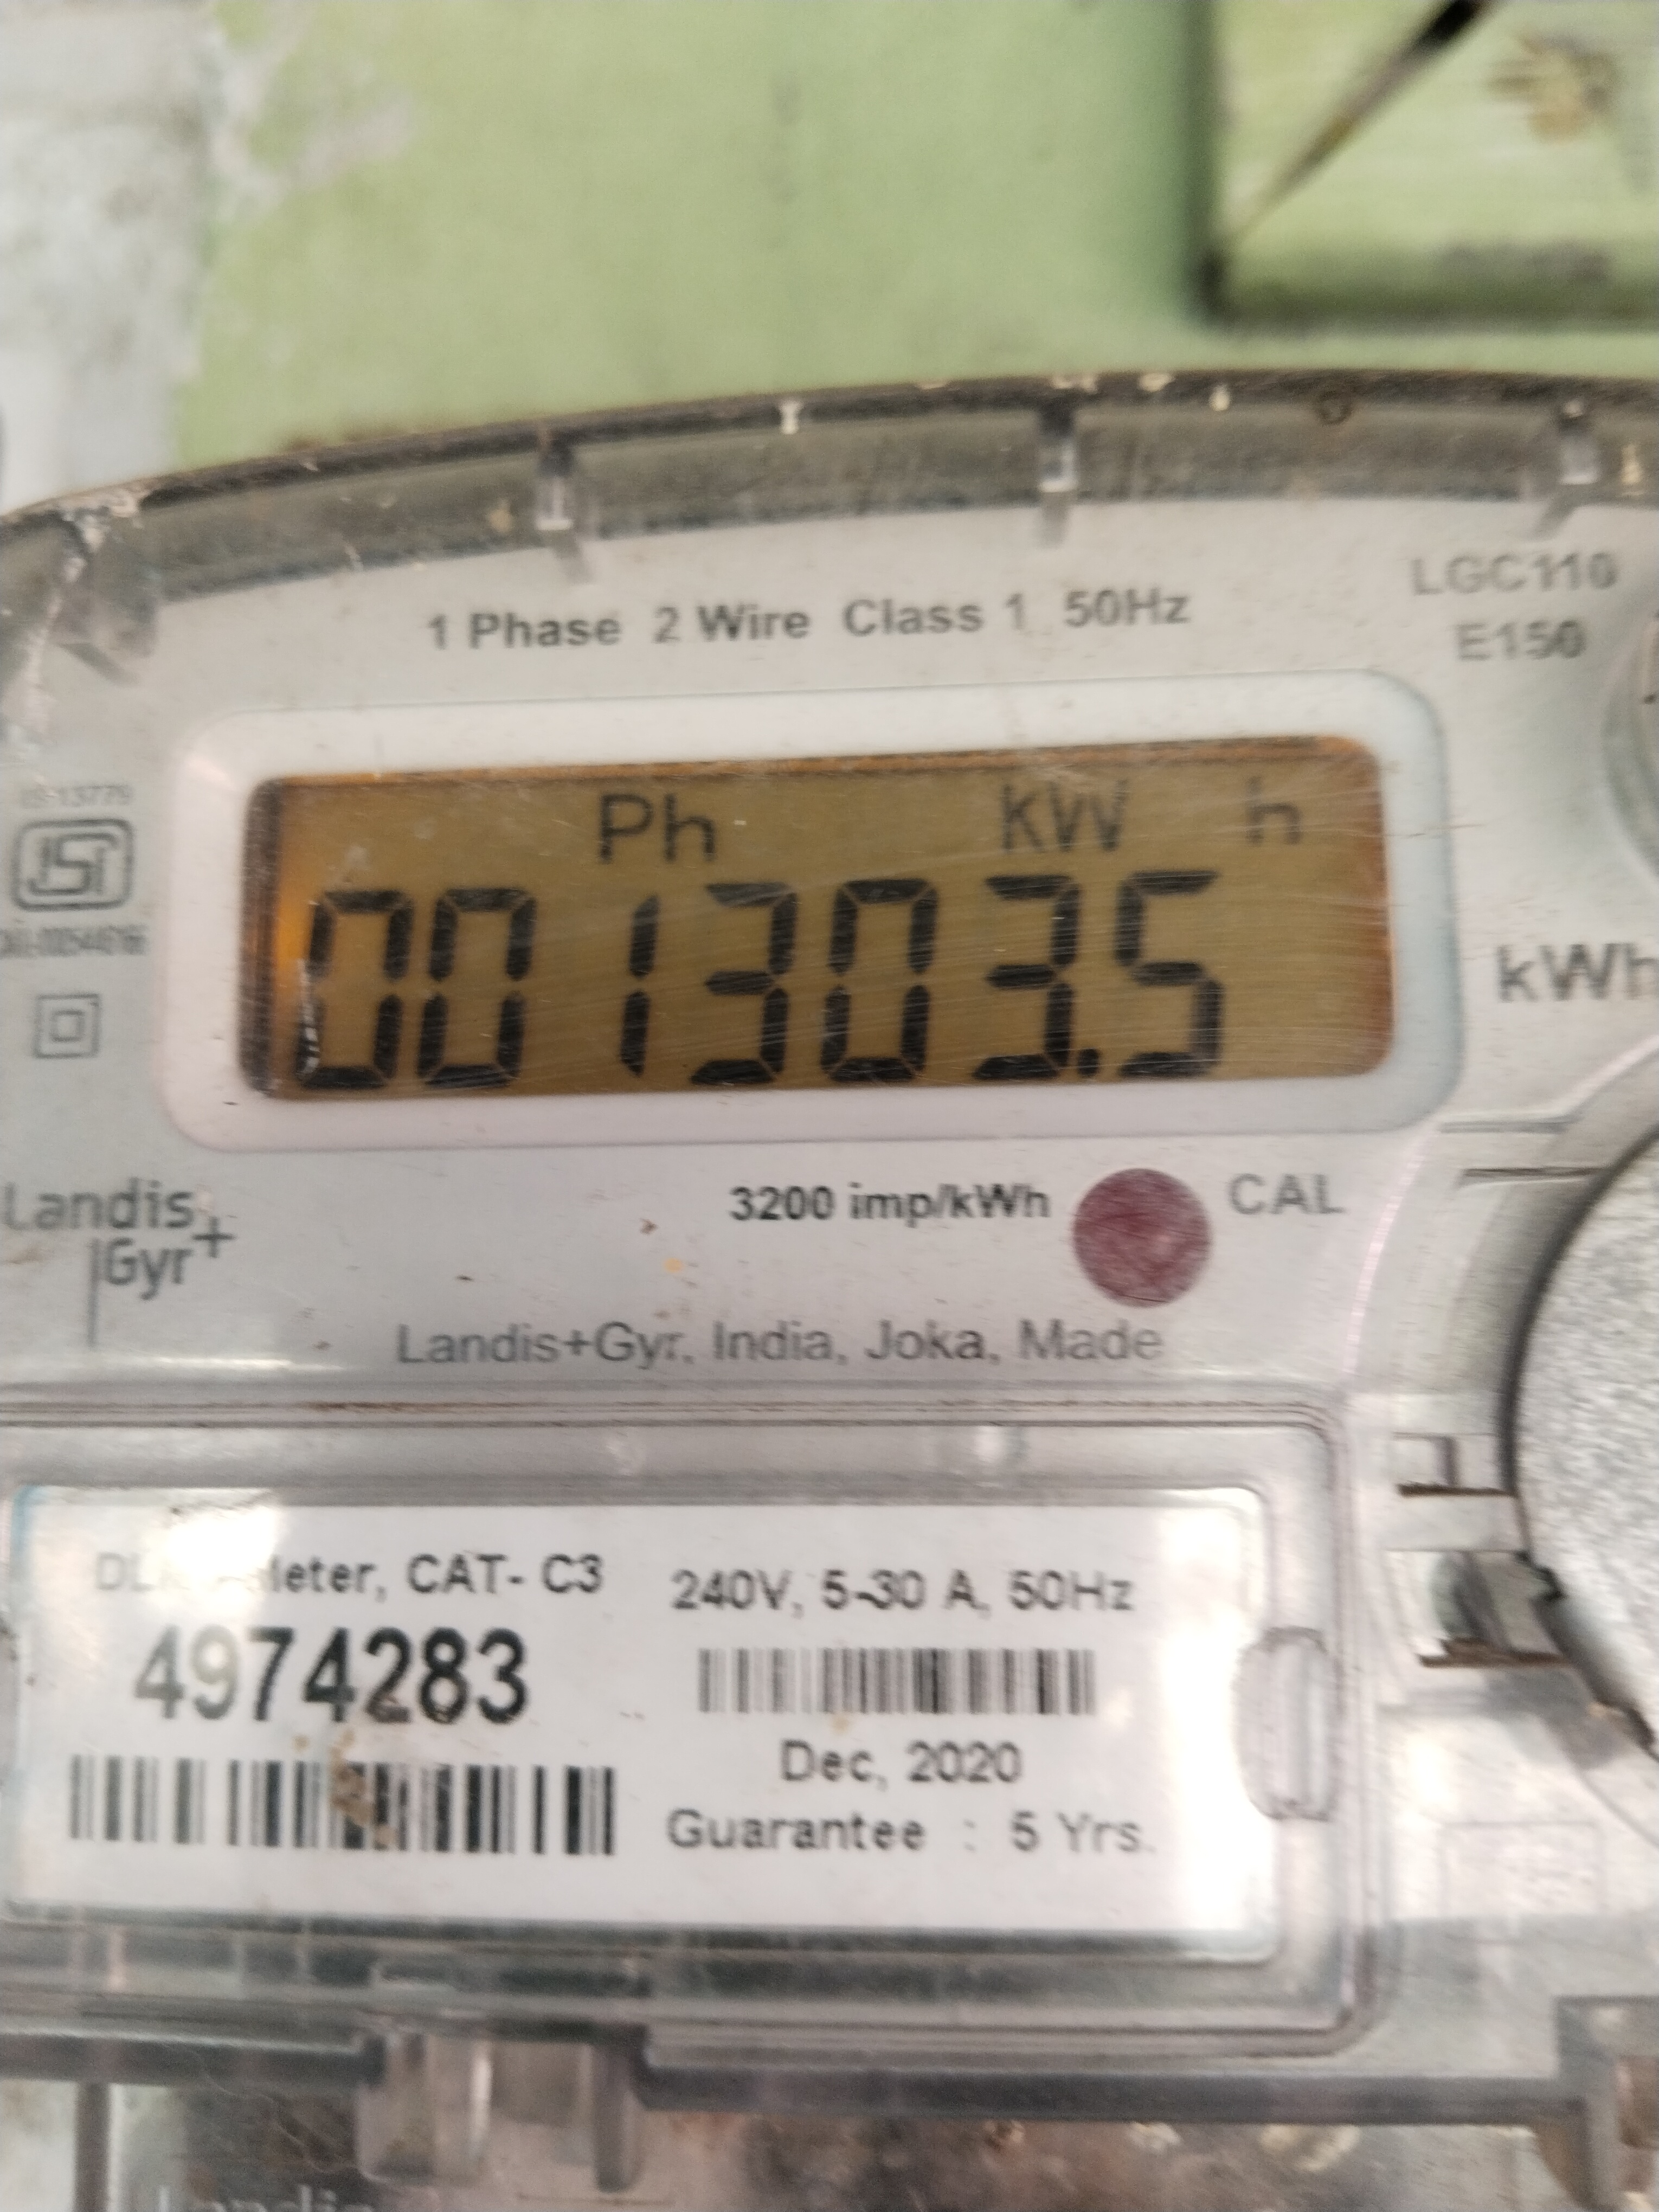 1 Phase 2 Wire Class 1 50Hz
LGC110
E150
Ph kW h
001303.5
kWh
Landis
Gyr+
3200 imp/kWh
CAL
Landis+Gyr, India, Joka, Made
Meter, CAT- C3
4974283
240V, 5-30 A, 50Hz
Dec, 2020
Guarantee : 5 Yrs.